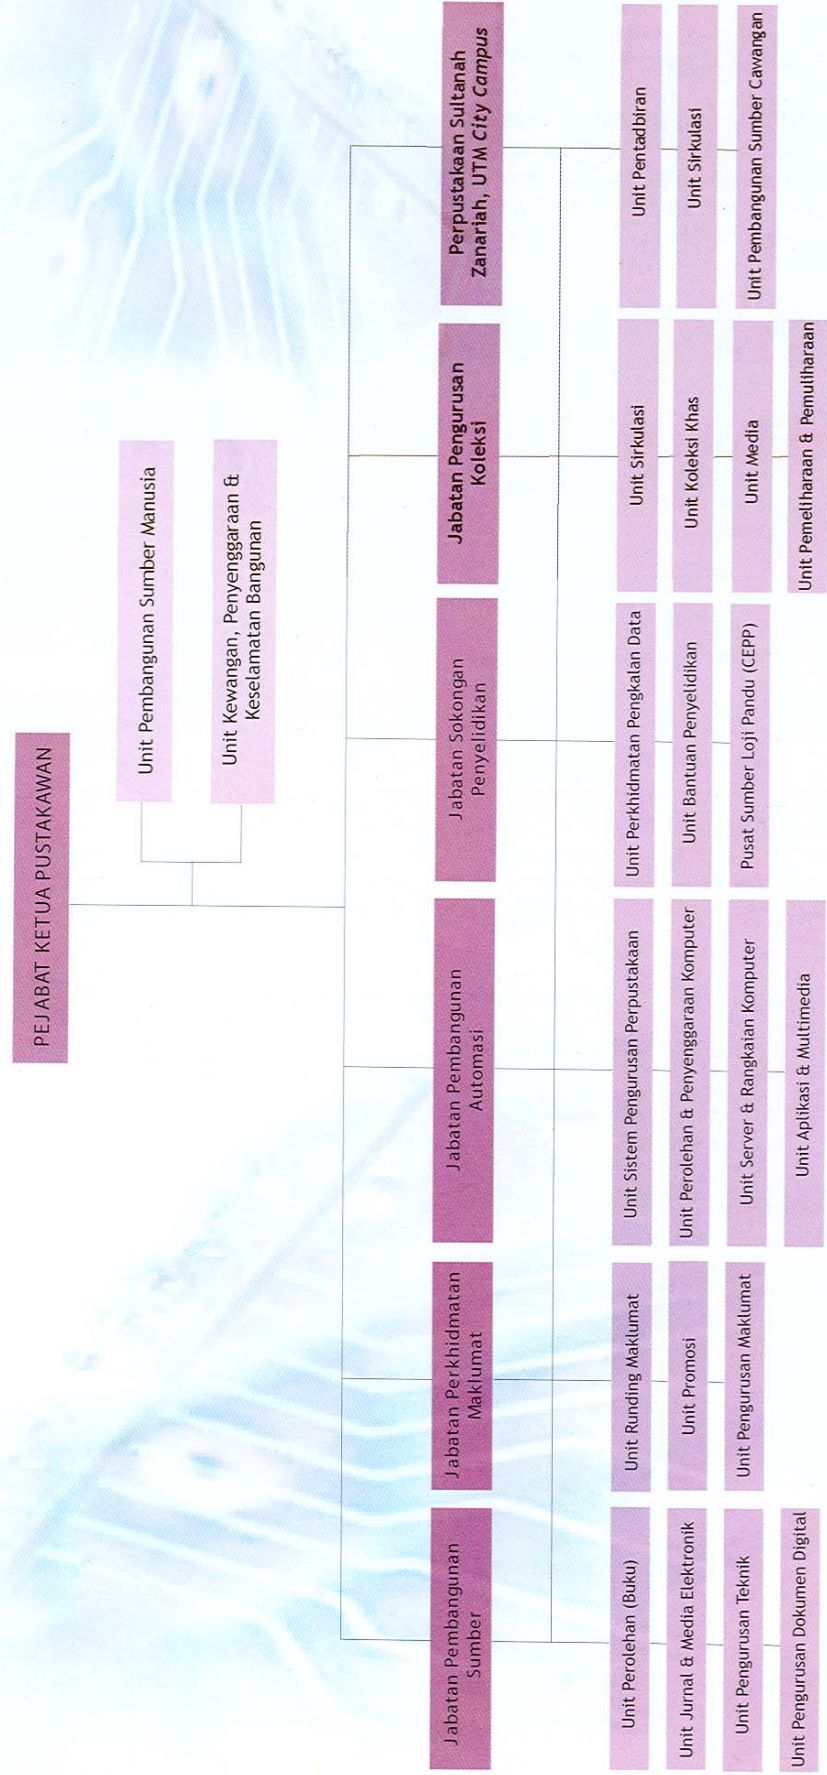 PEJABAT KETUA PUSTAKAWAN
Unit Pembangunan Sumber Manusia
Unit Kewangan, Penyenggaraan &
Keselamatan Bangunan
Jabatan Pembangunan
Sumber
Unit Perolehan (Buku)
Unit Jurnal & Media Elektronik
Unit Pengurusan Teknik
Unit Pengurusan Dokumen Digital
Jabatan Perkhidmatan
Maklumat
Unit Runding Maklumat
Unit Promosi
Unit Pengurusan Maklumat
Jabatan Pembangunan
Automasi
Unit Sistem Pengurusan Perpustakaan
Unit Perolehan & Penyenggaraan Komputer
Unit Server & Rangkaian Komputer
Unit Aplikasi & Multimedia
Jabatan Sokongan
Penyelidikan
Unit Perkhidmatan Pengkalan Data
Unit Bantuan Penyelidikan
Pusat Sumber Loji Pandu (CEPP)
Jabatan Pengurusan
Koleksi
Unit Sirkulasi
Unit Koleksi Khas
Unit Media
Unit Pemeliharaan & Pemuliharaan
Perpustakaan Sultanah
Zanariah, UTM City Campus
Unit Pentadbiran
Unit Sirkulasi
Unit Pembangunan Sumber Cawangan